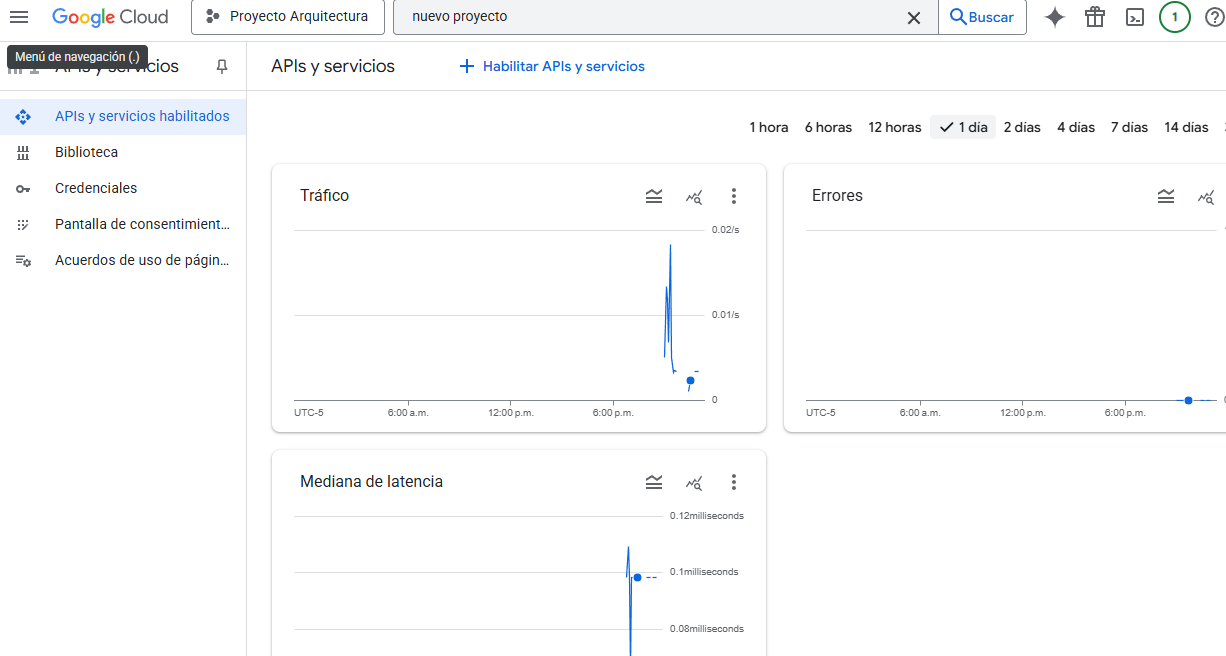 Google Cloud
Proyecto Arquitectura
nuevo proyecto
Buscar
1
Menú de navegación (.)
APIs y servicios
APIs y servicios habilitados
Biblioteca
Credenciales
Pantalla de consentimient...
Acuerdos de uso de págin...
APIs y servicios
Habilitar APIs y servicios
1 hora 6 horas 12 horas 1 día 2 días 4 días 7 días 14 días
Tráfico
0.02/s
0.01/s
0
UTC-5 6:00 a.m. 12:00 p.m. 6:00 p.m.
Errores
UTC-5 6:00 a.m. 12:00 p.m. 6:00 p.m.
Mediana de latencia
0.12milliseconds
0.1milliseconds
0.08milliseconds